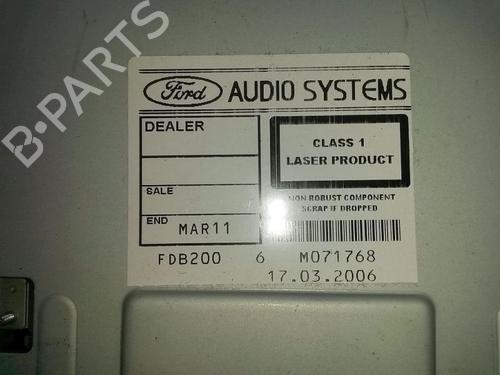 B-PARTS
Ford AUDIO SYSTEMS
DEALER
CLASS 1
LASER PRODUCT
SALE
NON ROBUST COMPONENT
SCRAP IF DROPPED
END MAR11
FDB200 6 M071768
17.03.2006